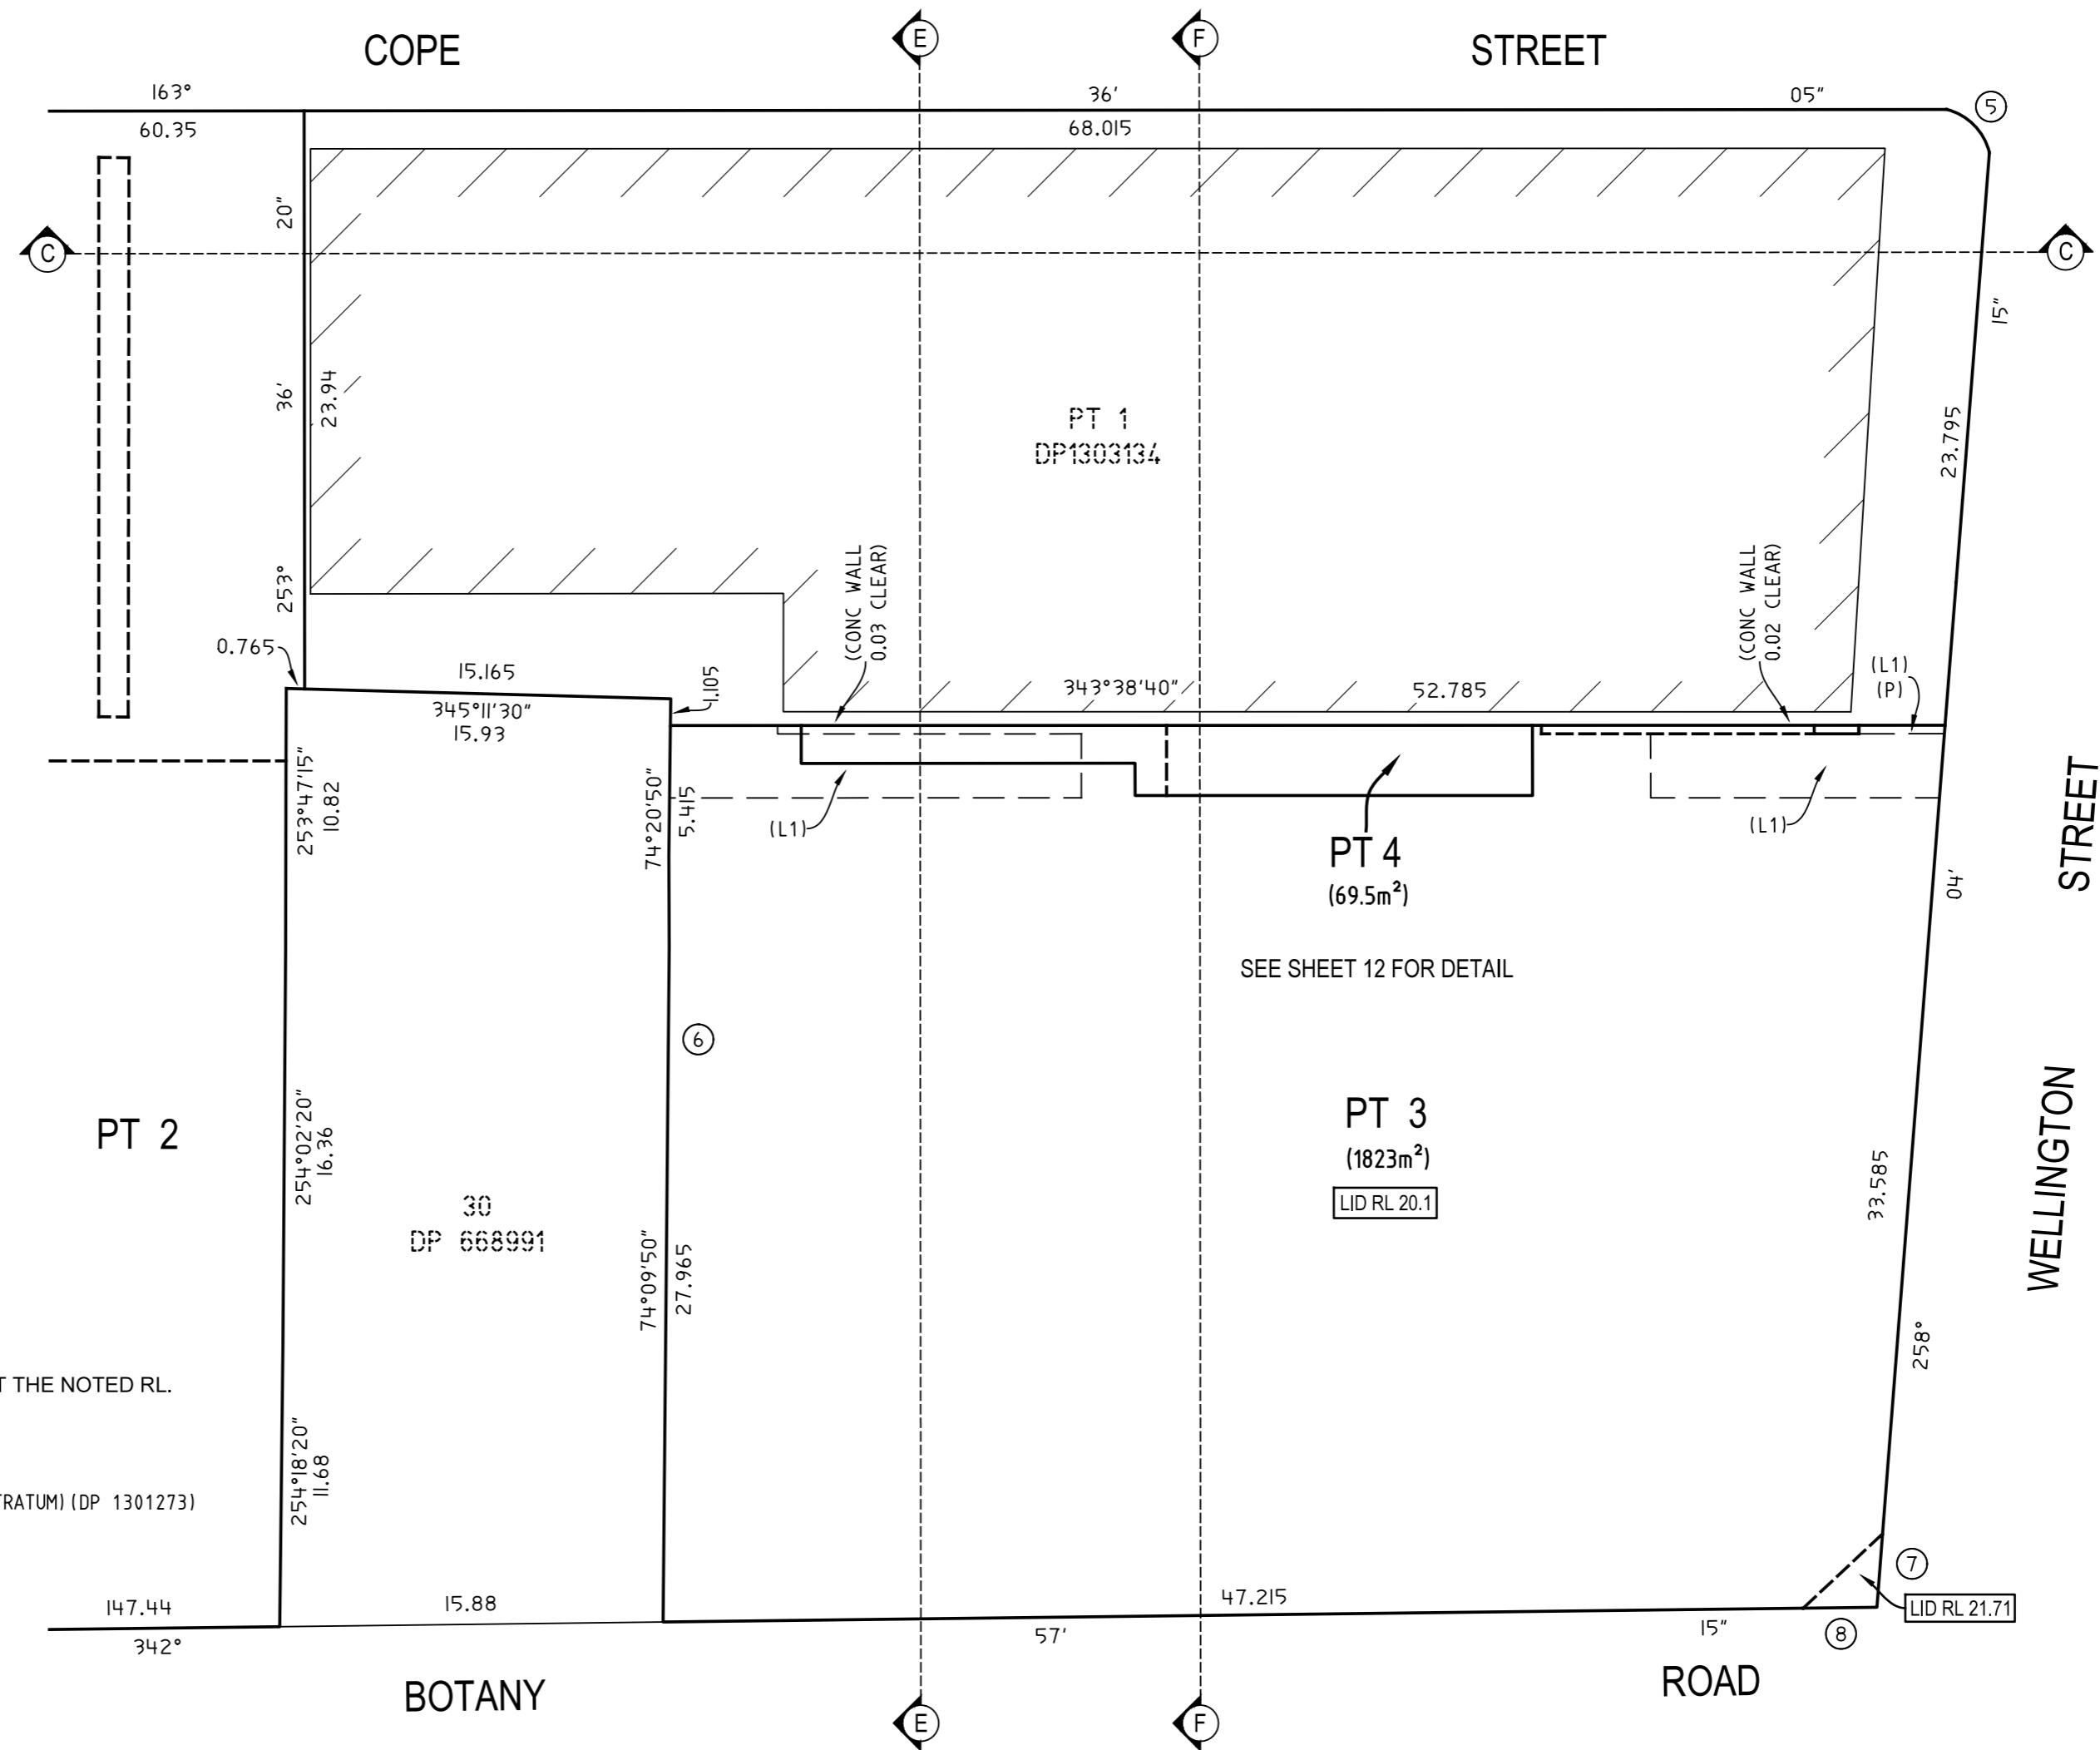 COPE
STREET
E
F
163°
36'
05"
5
60.35
68.015
20"
C
C
15"
36'
23.94
PT 1
DP1303134
23.795
253°
(CONC WALL
0.03 CLEAR)
(CONC WALL
0.02 CLEAR)
0.765
15.165
1.105
343°38'40"
52.785
(L1)
(P)
345°11'30"
15.93
253°47'15"
10.82
74°20'50"
5.415
(L1)
(L1)
PT 4
(69.5m²)
STREET
04'
SEE SHEET 12 FOR DETAIL
6
PT 2
254°02'20"
16.36
PT 3
(1823m²)
LID RL 20.1
33.585
WELLINGTON
30
DP 668991
74°09'50"
27.965
258°
T THE NOTED RL.
254°18'20"
11.68
RATUM) (DP 1301273)
7
LID RL 21.71
147.44
15.88
47.215
342°
57'
15"
8
BOTANY
ROAD
E
F